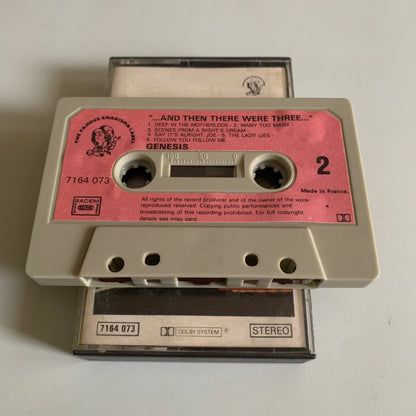 THE FAMOUS CHARISMA LABEL
"...AND THEN THERE WERE THREE..."
1. DEEP IN THE MOTHERLODE - 2. MANY TOO MANY -
3. SCENES FROM A NIGHT'S DREAM -
4. SAY IT'S ALRIGHT JOE - 5. THE LADY LIES -
6. FOLLOW YOU FOLLOW ME
GENESIS
7164 073
100 50 0
2
Made in France.
SACEM
All rights of the record producer and of the owner of the work
reproduced reserved. Copying public performances and
broadcasting of this recording prohibited. For full copyright
details see inlay card.
7164 073
DOLBY SYSTEM
STEREO